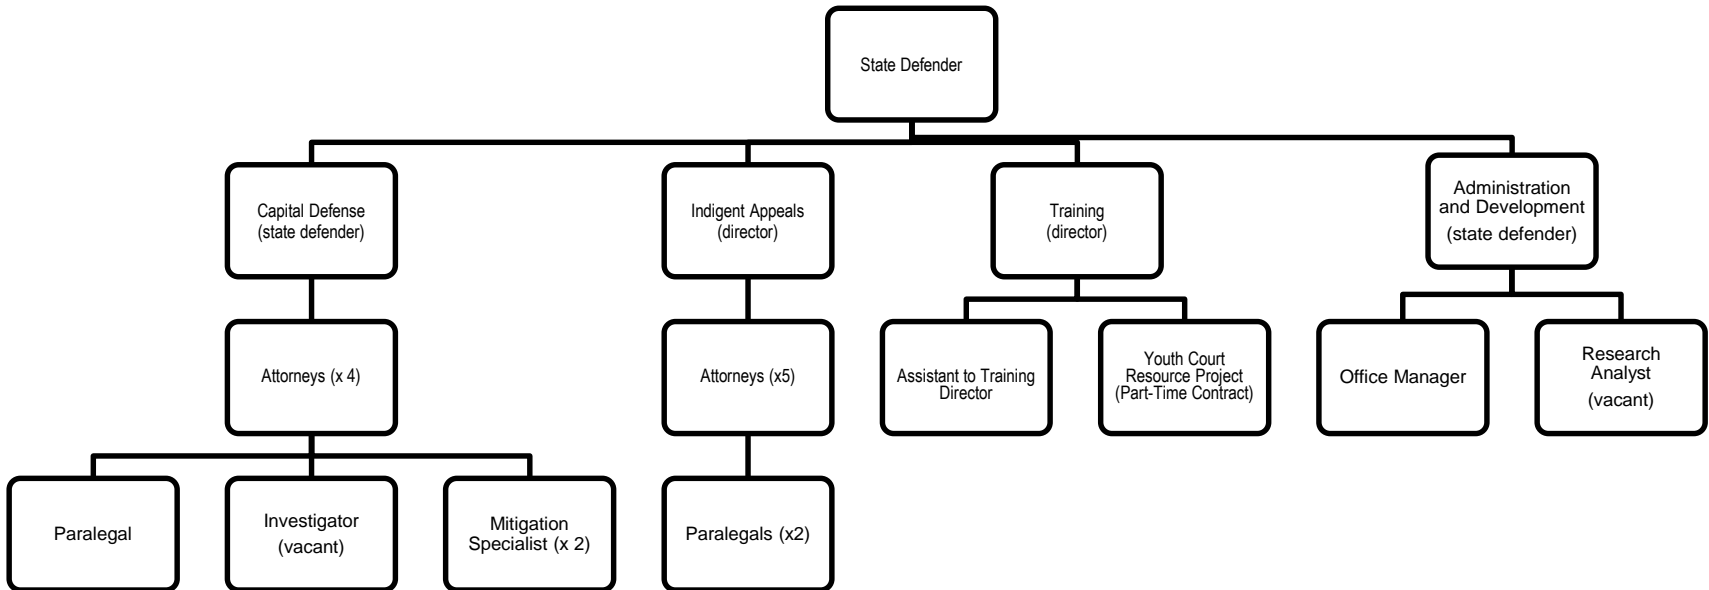 State Defender
Capital Defense
(state defender)
Indigent Appeals
(director)
Training
(director)
Administration
and Development
(state defender)
Attorneys (x 4)
Attorneys (x5)
Assistant to Training
Director
Youth Court
Resource Project
(Part-Time Contract)
Office Manager
Research
Analyst
(vacant)
Paralegal
Investigator
(vacant)
Mitigation
Specialist (x 2)
Paralegals (x2)